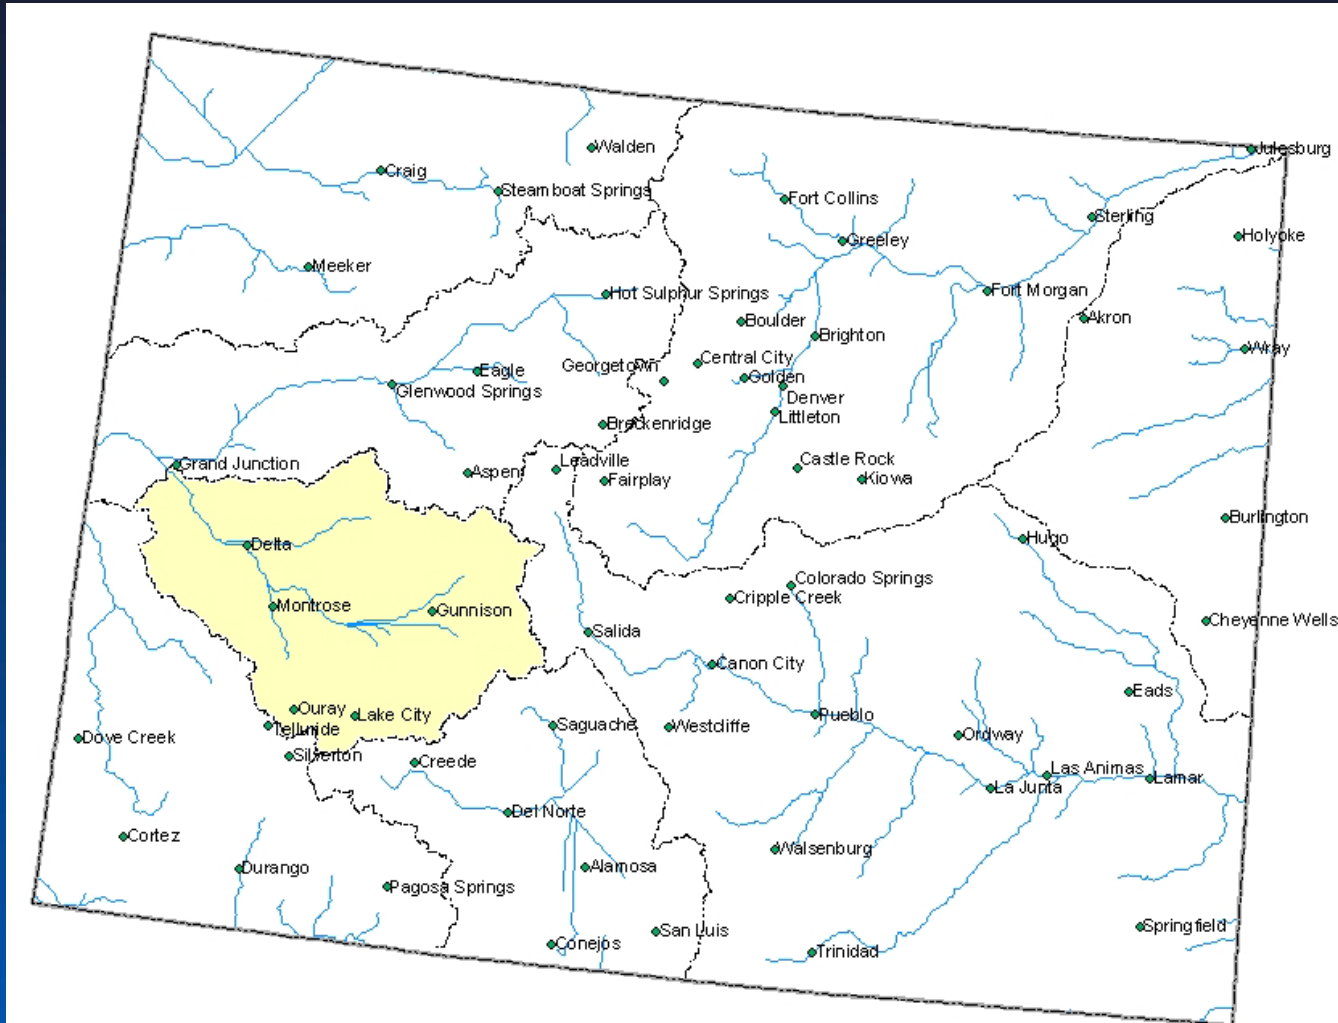 Julesburg
Walden
Craig
Steamboat Springs
Fort Collins
Sterling
Holyoke
Greeley
Meeker
Hot Sulphur Springs
Fort Morgan
Boulder
Akron
Brighton
Wray
Central City
Georgetown
Eagle
Golden
Glenwood Springs
Denver
Littleton
Breckenridge
Leadville
Castle Rock
Grand Junction
Aspen
Fairplay
Kiowa
Burlington
Hugo
Delta
Colorado Springs
Cripple Creek
Montrose
Gunnison
Cheyenne Wells
Salida
Canon City
Eads
Ouray
Lake City
Pueblo
Telluride
Saguache
Westcliffe
Dove Creek
Ordway
Silverton
Creede
Las Animas
Lamar
La Junta
Del Norte
Cortez
Walsenburg
Durango
Alamosa
Pagosa Springs
Springfield
San Luis
Conejos
Trinidad